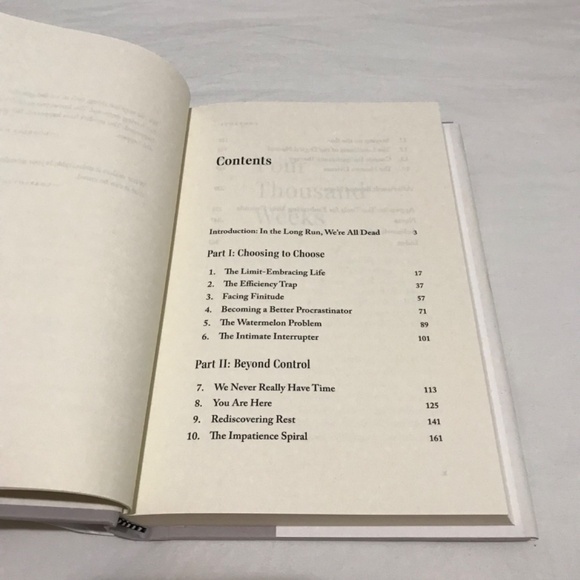 Contents
Four
Thousand
Weeks
Introduction: In the Long Run, We're All Dead 3
Part I: Choosing to Choose
1. The Limit-Embracing Life 17
2. The Efficiency Trap 37
3. Facing Finitude 57
4. Becoming a Better Procrastinator 71
5. The Watermelon Problem 89
6. The Intimate Interrupter 101
Part II: Beyond Control
7. We Never Really Have Time 113
8. You Are Here 125
9. Rediscovering Rest 141
10. The Impatience Spiral 161